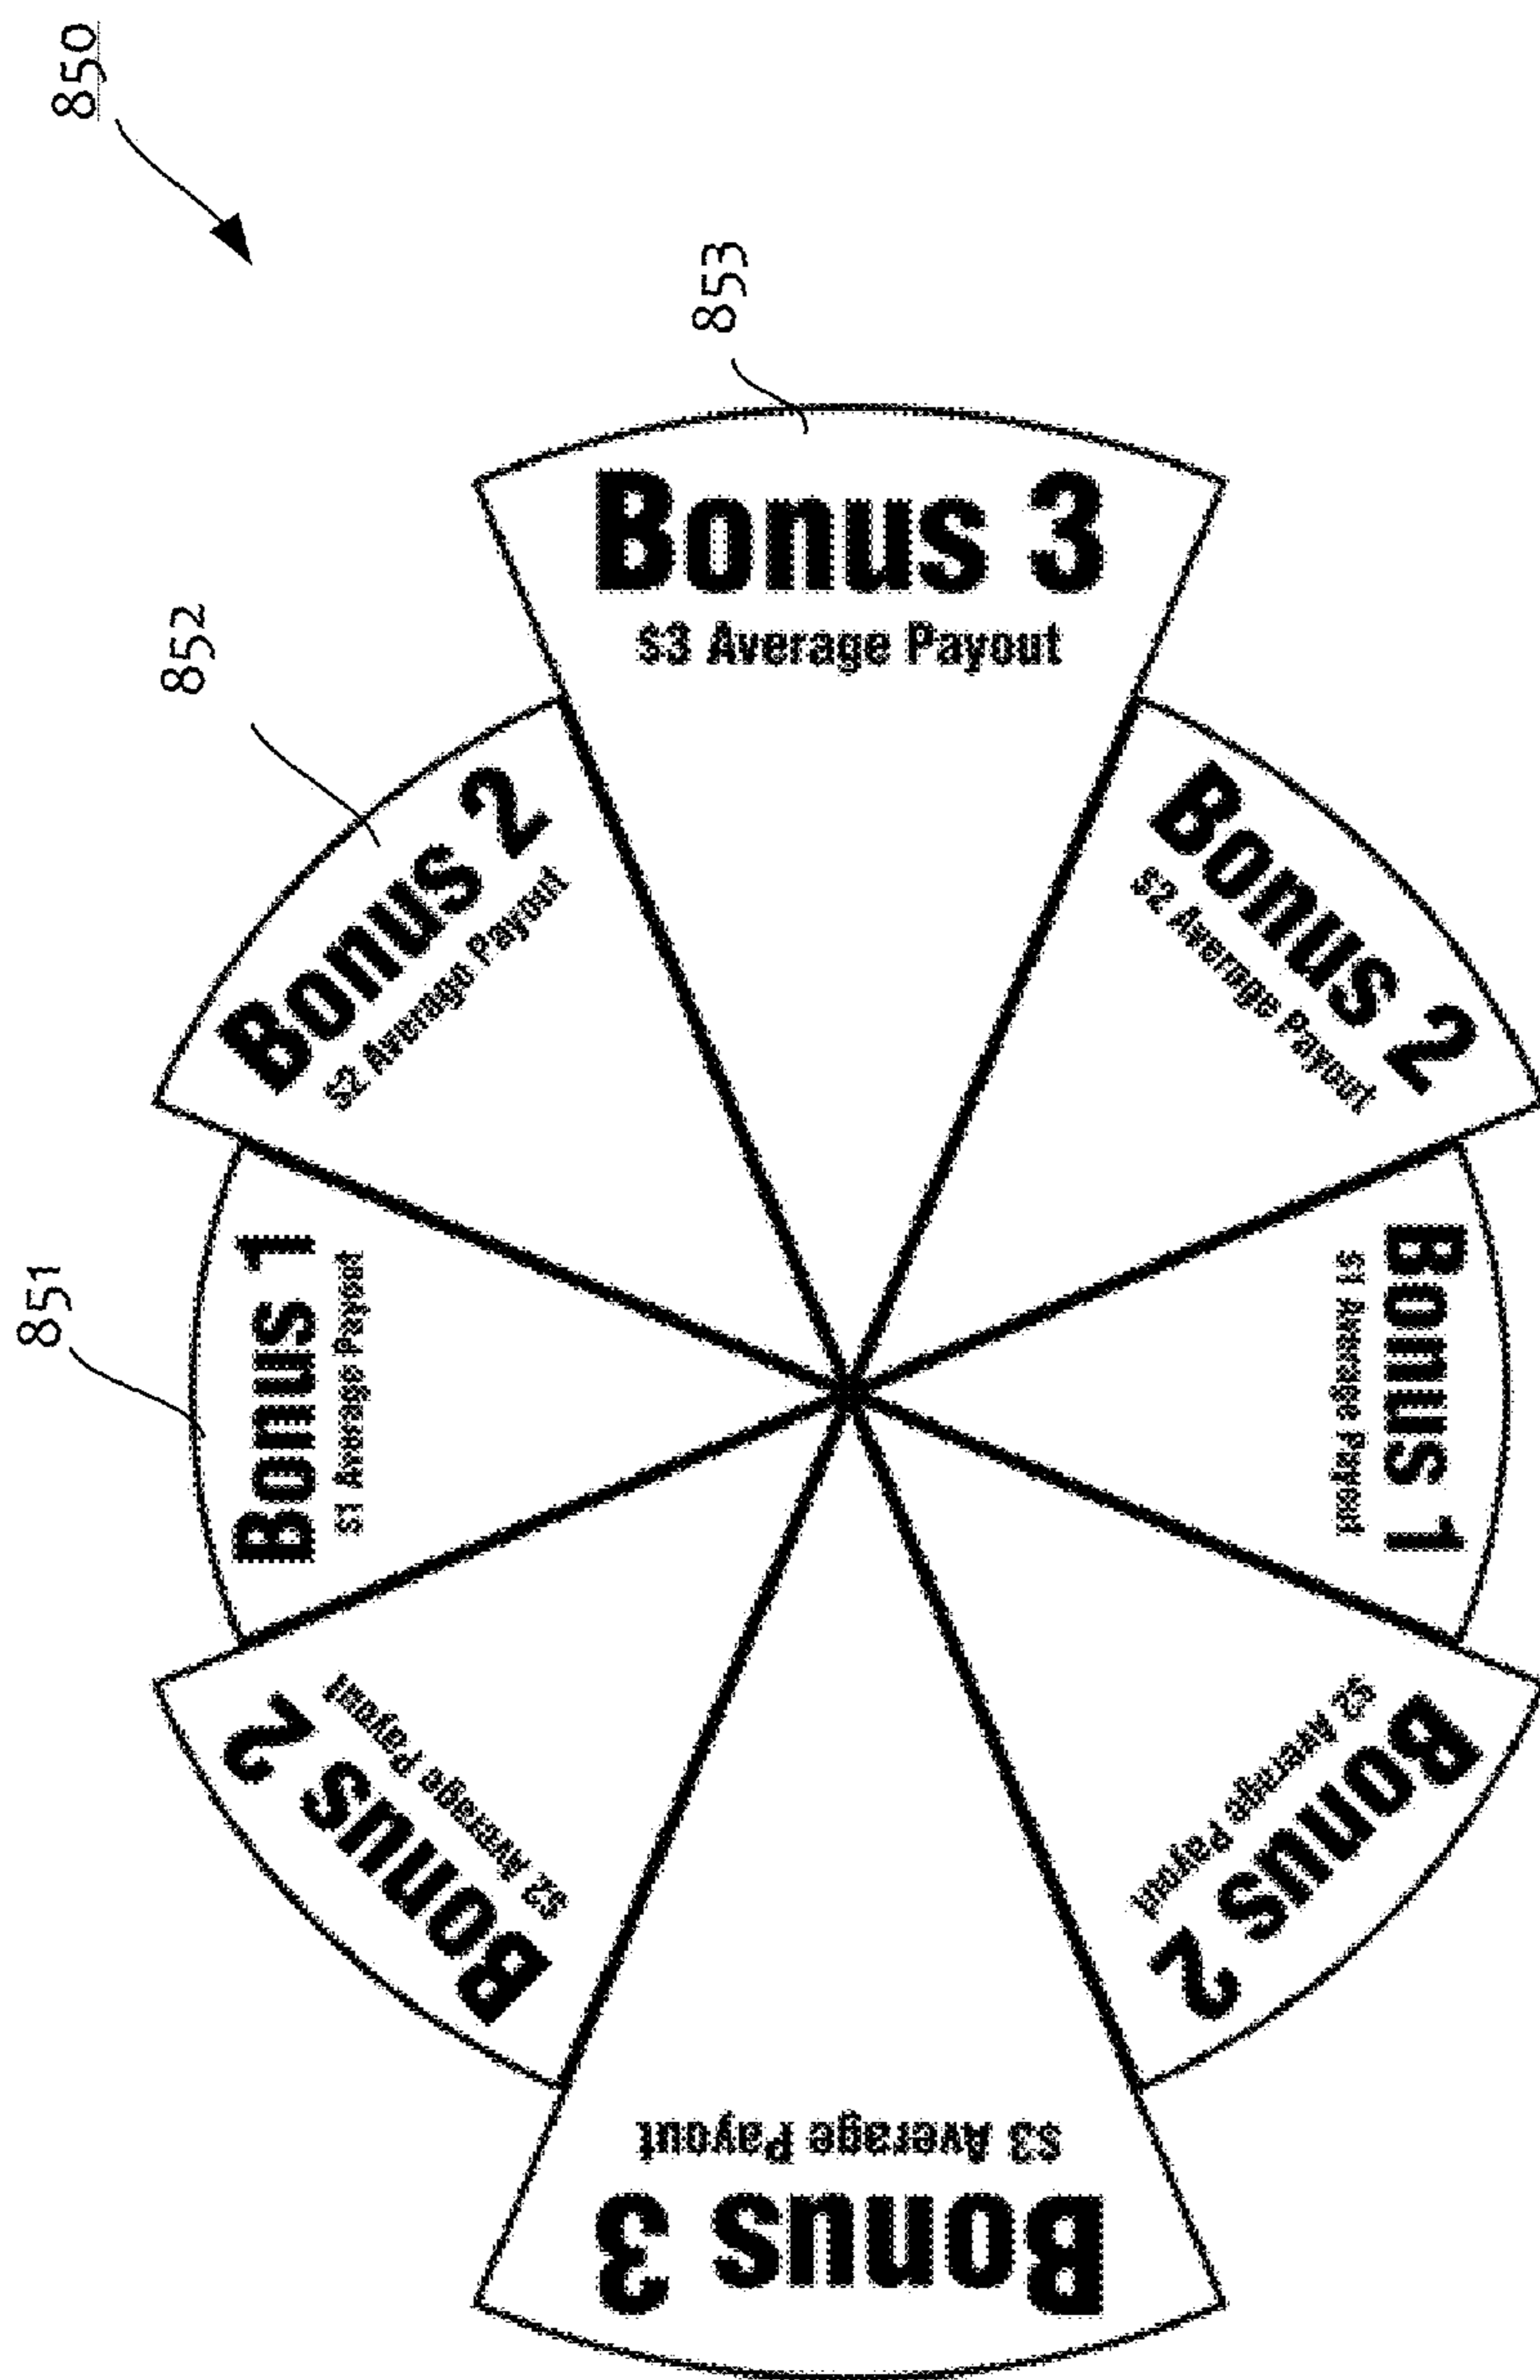 850
853
Bonus 3
$3 Average Payout
852
Bonus 2
$2 Average Payout
Bonus 2
$2 Average Payout
851
Bonus 1
$1 Average Payout
Bonus 1
$1 Average Payout
Bonus 2
$2 Average Payout
Bonus 2
$2 Average Payout
Bonus 3
$3 Average Payout